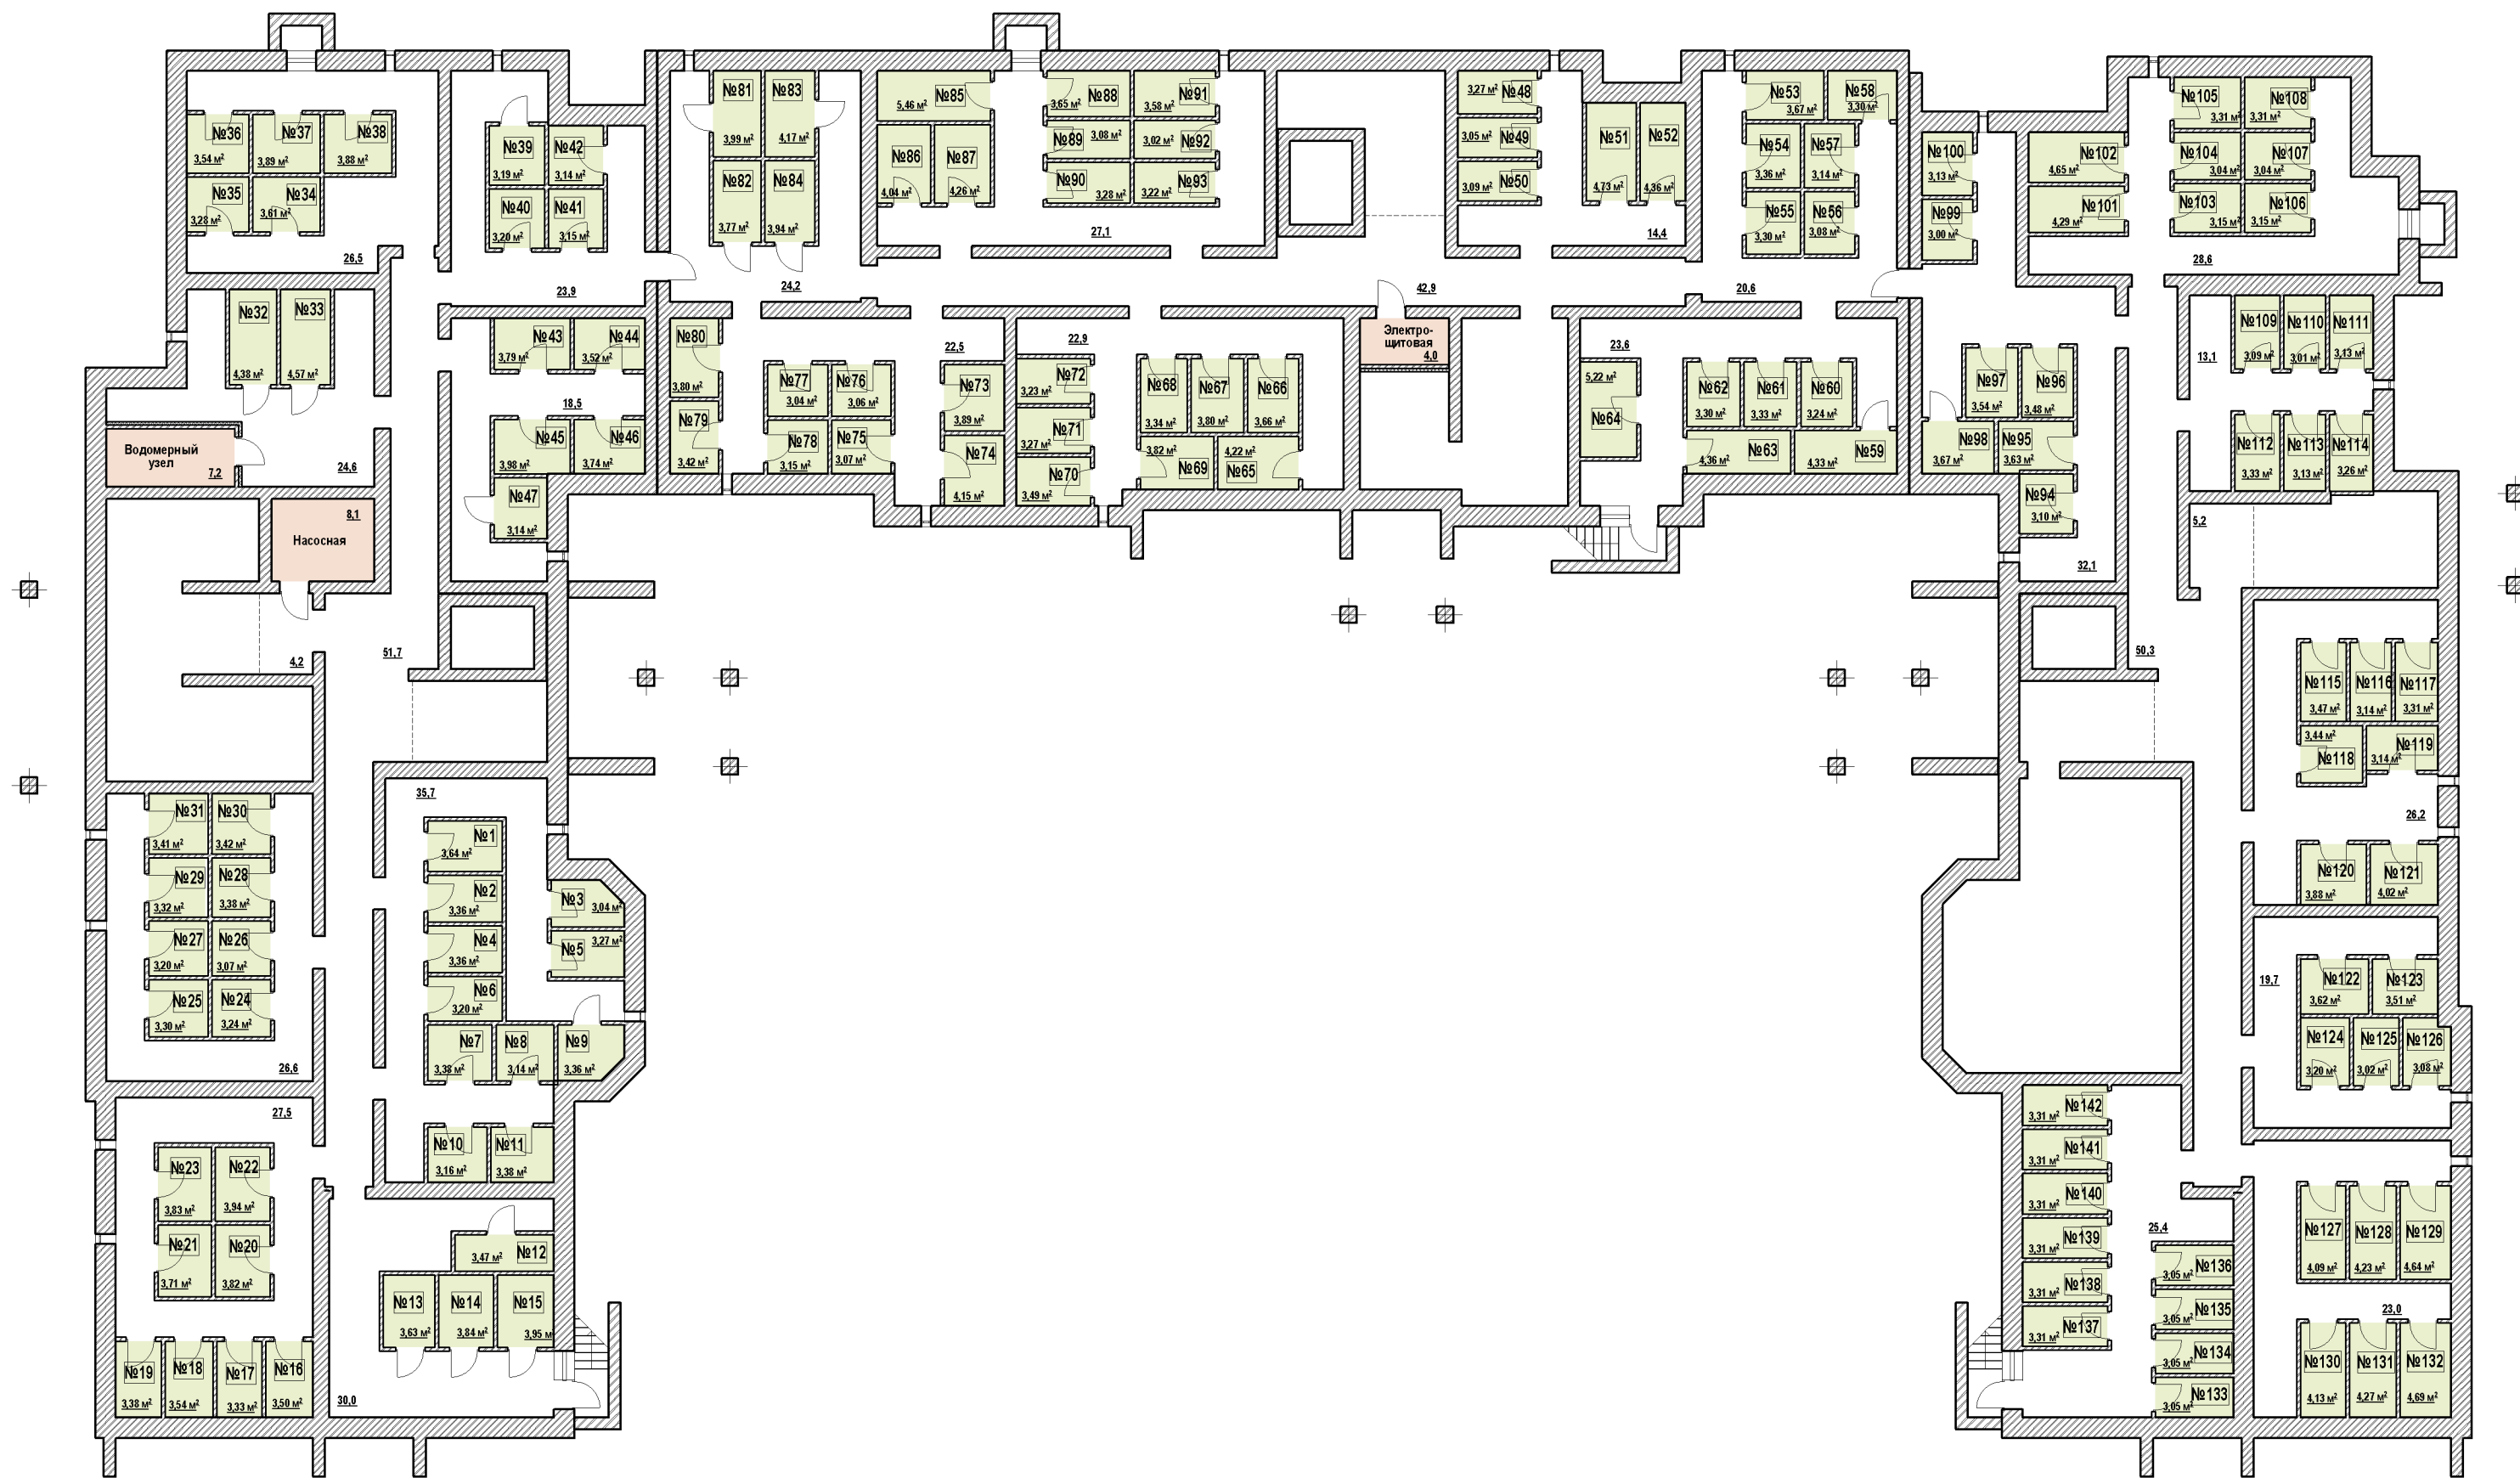 №36
3,54 м²
№37
3,89 м²
№38
3,88 м²
№35
3,28 м²
№34
3,61 м²
26,5
№39
3,19 м²
№42
3,14 м²
№40
3,20 м²
№41
3,15 м²
23,9
№81
3,99 м²
№83
4,17 м²
№82
3,77 м²
№84
3,94 м²
24,2
№85
5,46 м²
№86
4,04 м²
№87
4,26 м²
№88
3,65 м²
№91
3,58 м²
№89
3,08 м²
№92
3,02 м²
№90
3,28 м²
№93
3,22 м²
27,1
№48
3,27 м²
№49
3,05 м²
№50
3,09 м²
№51
4,73 м²
№52
4,36 м²
14,4
№53
3,67 м²
№58
3,30 м²
№54
3,36 м²
№57
3,14 м²
№55
3,30 м²
№56
3,08 м²
20,6
42,9
№100
3,13 м²
№99
3,00 м²
№102
4,65 м²
№101
4,29 м²
№105
3,31 м²
№108
3,31 м²
№104
3,04 м²
№107
3,04 м²
№103
3,15 м²
№106
3,15 м²
28,6
№32
4,38 м²
№33
4,57 м²
Водомерный
узел
7,2
24,6
Насосная
8,1
№43
3,79 м²
№44
3,52 м²
18,5
№45
3,98 м²
№46
3,74 м²
№47
3,14 м²
№80
3,80 м²
№79
3,42 м²
№77
3,04 м²
№76
3,06 м²
№78
3,15 м²
№75
3,07 м²
22,5
№73
3,89 м²
№74
4,15 м²
22,9
№72
3,23 м²
№71
3,27 м²
№70
3,49 м²
№68
3,34 м²
№67
3,80 м²
№66
3,66 м²
№69
3,82 м²
№65
4,22 м²
Электро-
щитовая
4,0
23,6
№64
5,22 м²
№62
3,30 м²
№61
3,33 м²
№60
3,24 м²
№63
4,36 м²
№59
4,33 м²
№97
3,54 м²
№96
3,48 м²
№98
3,67 м²
№95
3,63 м²
№94
3,10 м²
32,1
13,1
№109
3,09 м²
№110
3,01 м²
№111
3,13 м²
№112
3,33 м²
№113
3,13 м²
№114
3,26 м²
5,2
4,2
51,7
50,3
№115
3,47 м²
№116
3,14 м²
№117
3,31 м²
№118
3,44 м²
№119
3,14 м²
26,2
№120
3,88 м²
№121
4,02 м²
№31
3,41 м²
№30
3,42 м²
№29
3,32 м²
№28
3,38 м²
№27
3,20 м²
№26
3,07 м²
№25
3,30 м²
№24
3,24 м²
26,6
35,7
№1
3,64 м²
№2
3,36 м²
№3
3,04 м²
№4
3,36 м²
№5
3,27 м²
№6
3,20 м²
№7
3,38 м²
№8
3,14 м²
№9
3,36 м²
№10
3,16 м²
№11
3,38 м²
19,7
№122
3,62 м²
№123
3,51 м²
№124
3,20 м²
№125
3,02 м²
№126
3,08 м²
27,5
№23
3,83 м²
№22
3,94 м²
№21
3,71 м²
№20
3,82 м²
№19
3,38 м²
№18
3,54 м²
№17
3,33 м²
№16
3,50 м²
№12
3,47 м²
№13
3,63 м²
№14
3,84 м²
№15
3,95 м
30,0
№142
3,31 м²
№141
3,31 м²
№140
3,31 м²
№139
3,31 м²
№138
3,31 м²
№137
3,31 м²
25,4
№136
3,05 м²
№135
3,05 м²
№134
3,05 м²
№133
3,05 м²
№127
4,09 м²
№128
4,23 м²
№129
4,64 м²
23,0
№130
4,13 м²
№131
4,27 м²
№132
4,69 м²